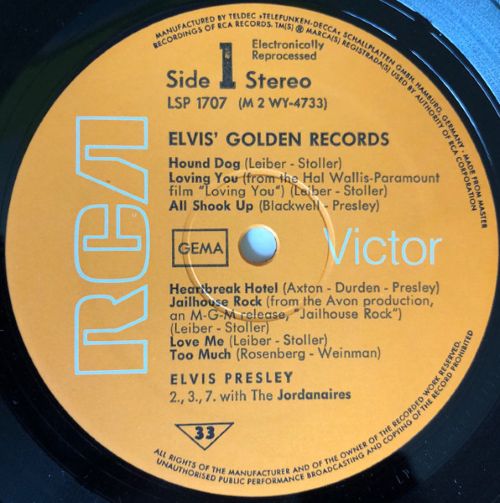 MANUFACTURED BY TELDEC »TELEFUNKEN-DECCA« SCHALLPLATTEN GMBH, HAMBURG, GERMANY - MADE FROM MASTER
RECORDINGS OF RCA RECORDS. TM(S)® MARCA(S) REGISTRADA(S) USED BY AUTHORITY OF RCA CORPORATION
Electronically
Reprocessed
Side 1 Stereo
LSP 1707 (M 2 WY-4733)
ELVIS' GOLDEN RECORDS
Hound Dog (Leiber - Stoller)
Loving You (from the Hal Wallis-Paramount
film "Loving You") (Leiber - Stoller)
All Shook Up (Blackwell - Presley)
RCA
GEMA
Victor
Heartbreak Hotel (Axton - Durden - Presley)
Jailhouse Rock (from the Avon production,
an M-G-M release, "Jailhouse Rock")
(Leiber - Stoller)
Love Me (Leiber - Stoller)
Too Much (Rosenberg - Weinman)
ELVIS PRESLEY
2., 3., 7. with The Jordanaires
33
ALL RIGHTS OF THE MANUFACTURER AND OF THE OWNER OF THE RECORDED WORK RESERVED.
UNAUTHORISED PUBLIC PERFORMANCE BROADCASTING AND COPYING OF THE RECORD PROHIBITED